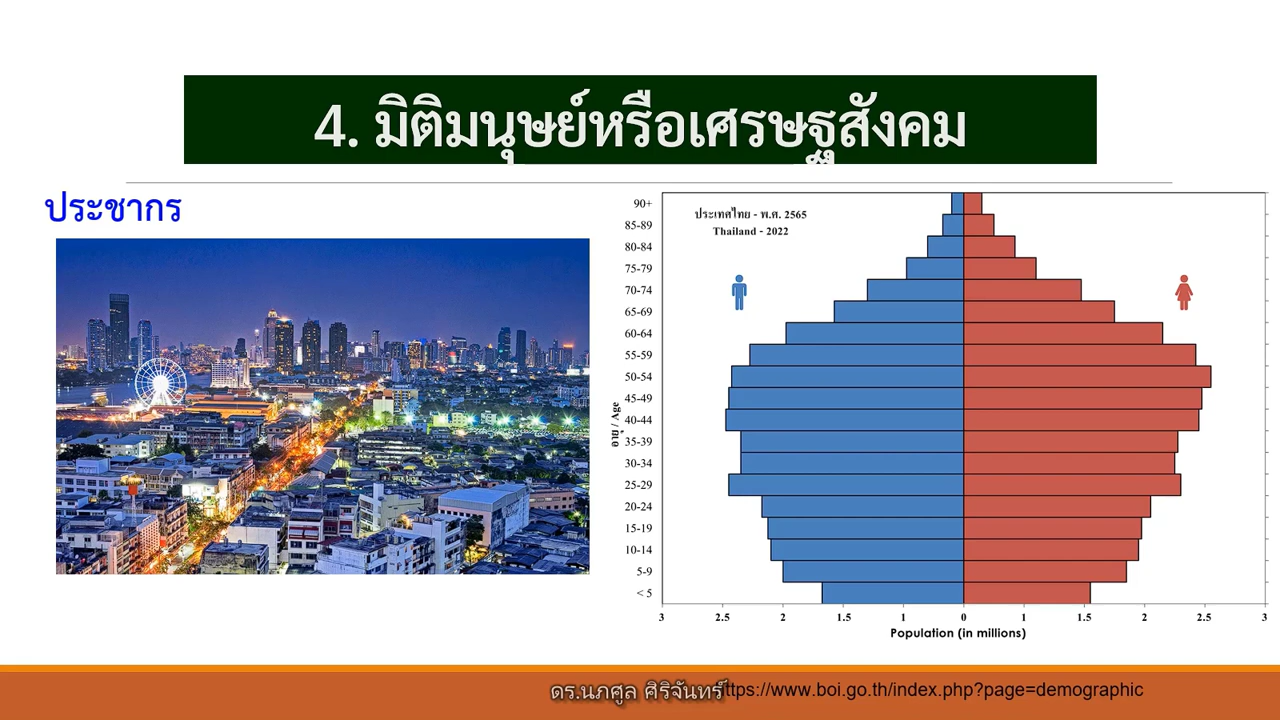 4. มิติมนุษย์หรือเศรษฐสังคม
ประชากร
ประเทศไทย - พ.ศ. 2565
Thailand - 2022
90+
85-89
80-84
75-79
70-74
65-69
60-64
55-59
50-54
45-49
40-44
35-39
30-34
25-29
20-24
15-19
10-14
5-9
< 5
อายุ / Age
3 2.5 2 1.5 1 0 1 1.5 2 2.5 3
Population (in millions)
ดร.นภศูล ศิริจันทร์
ttps://www.boi.go.th/index.php?page=demographic